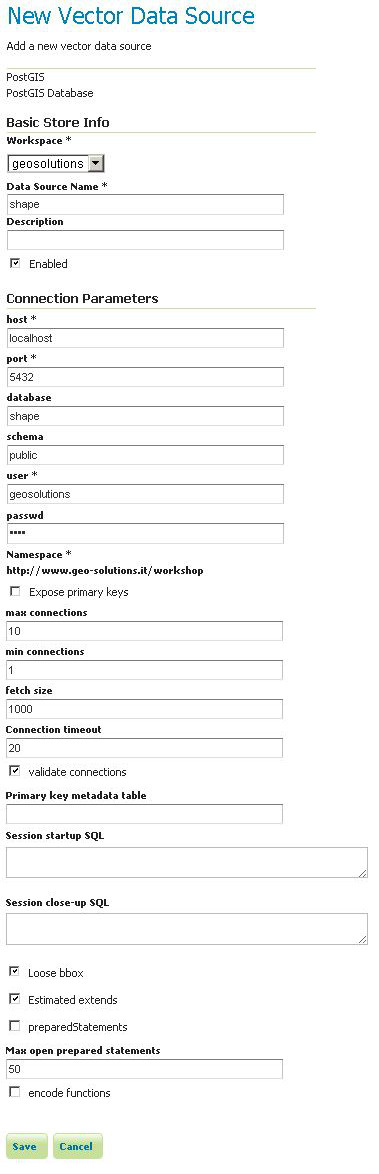 New Vector Data Source
Add a new vector data source
PostGIS
PostGIS Database
Basic Store Info
Workspace *
geosolutions
Data Source Name *
shape
Description
Enabled
Connection Parameters
host *
localhost
port *
5432
database
shape
schema
public
user *
geosolutions
passwd
••••
Namespace *
http://www.geo-solutions.it/workshop
Expose primary keys
max connections
10
min connections
1
fetch size
1000
Connection timeout
20
validate connections
Primary key metadata table
Session startup SQL
Session close-up SQL
Loose bbox
Estimated extends
preparedStatements
Max open prepared statements
50
encode functions
Save Cancel